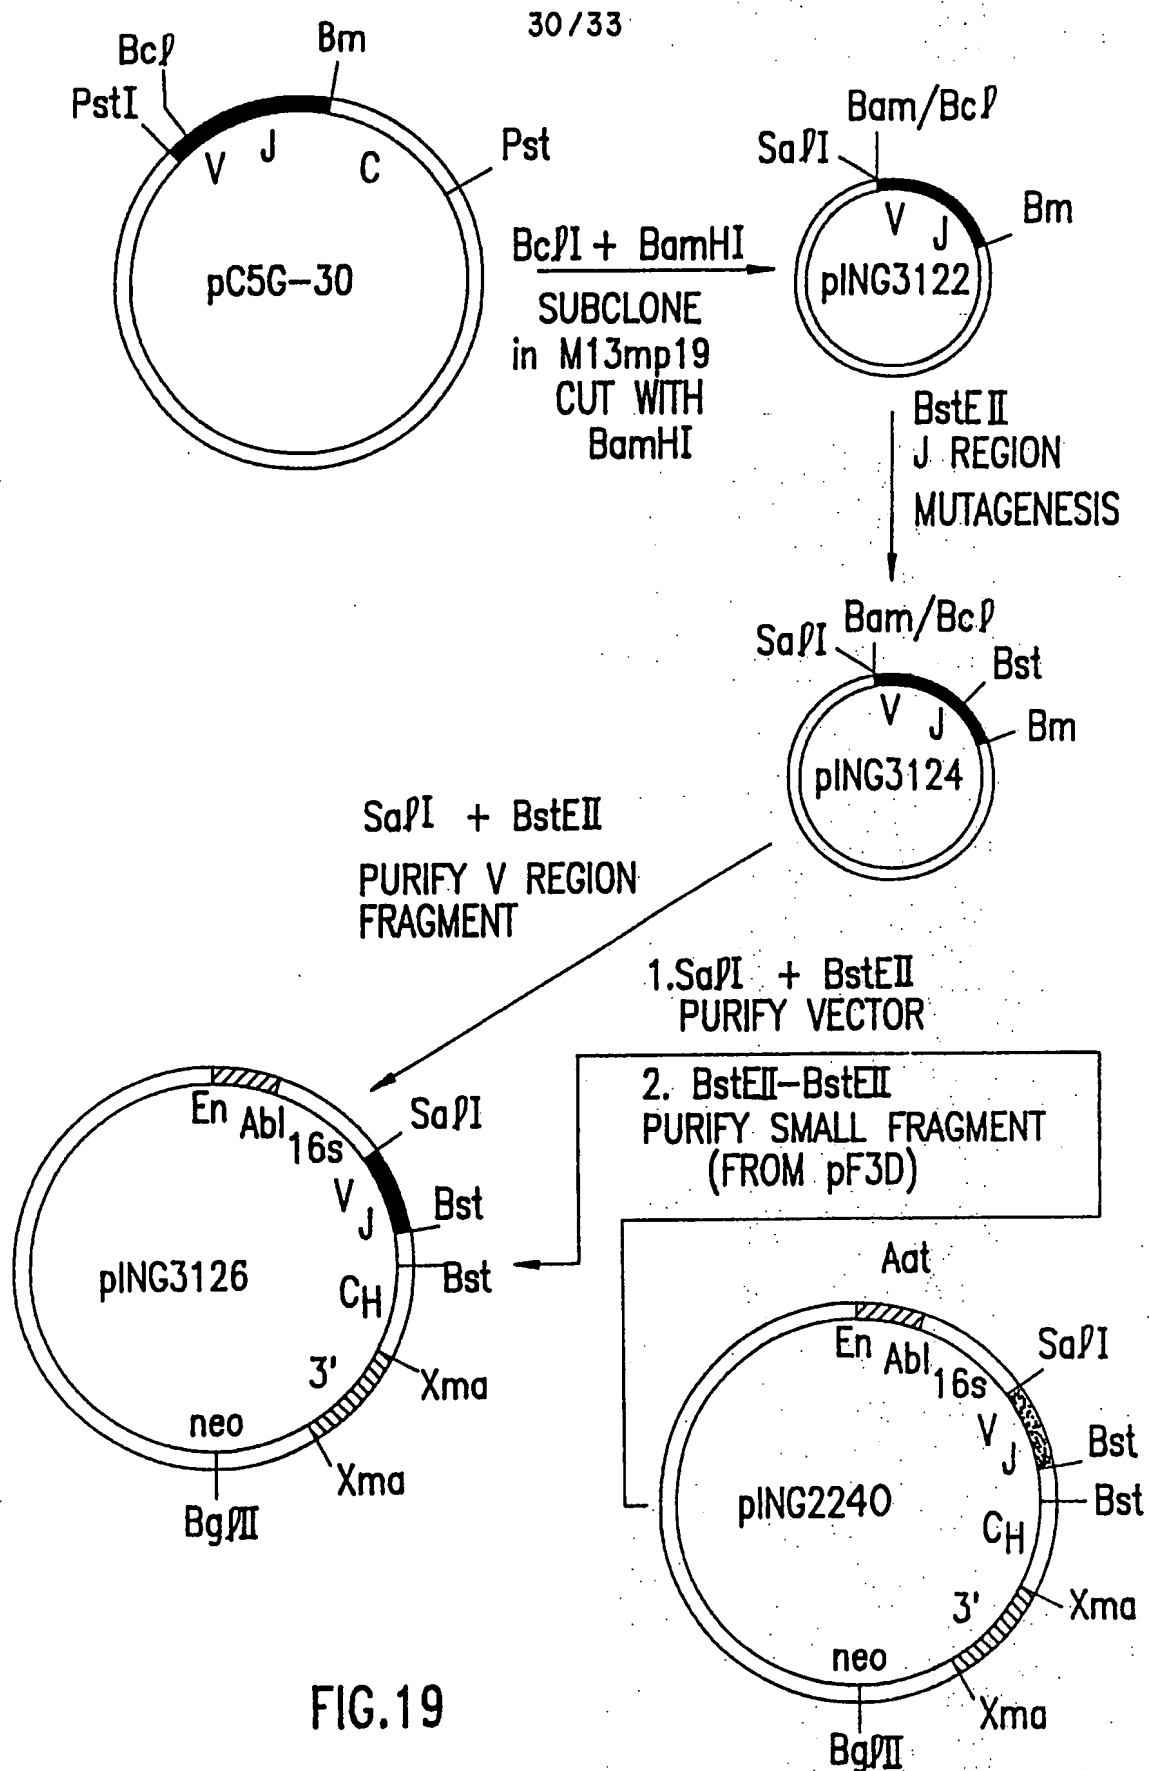 30/33
Bcl
Bm
PstI
V
J
C
Pst
pC5G-30
BclI + BamHI
SUBCLONE
in M13mp19
CUT WITH
BamHI
Bam/Bcl
SalI
V
J
Bm
pING3122
BstEII
J REGION
MUTAGENESIS
SalI
Bam/Bcl
Bst
V
J
Bm
pING3124
SalI + BstEII
PURIFY V REGION
FRAGMENT
1.SalI + BstEII
PURIFY VECTOR
2. BstEII-BstEII
PURIFY SMALL FRAGMENT
(FROM pF3D)
En
Abl
16s
SalI
V
J
Bst
Bst
pING3126
CH
3'
Xma
neo
Xma
BglII
Aat
En
Abl
16s
SalI
V
J
Bst
Bst
pING2240
CH
3'
Xma
neo
Xma
BglII
FIG.19